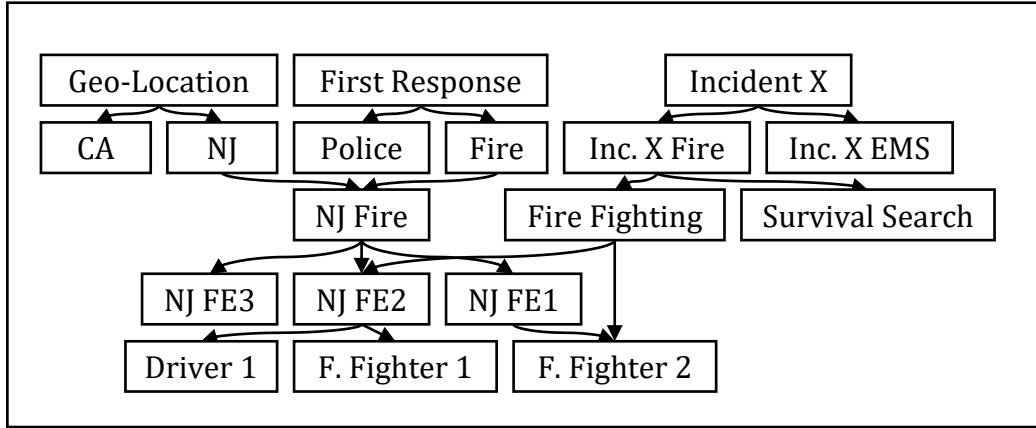 Geo-Location First Response Incident X
CA NJ Police Fire Inc. X Fire Inc. X EMS
NJ Fire Fire Fighting Survival Search
NJ FE3 NJ FE2 NJ FE1
Driver 1 F. Fighter 1 F. Fighter 2